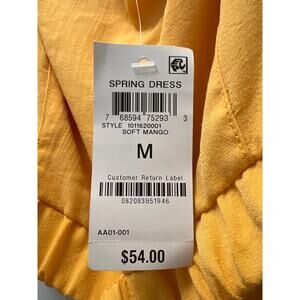 SPRING DRESS
7 68594 75293 3
STYLE 1011620001
SOFT MANGO
M
Customer Return Label
082083951946
AA01-001
$54.00